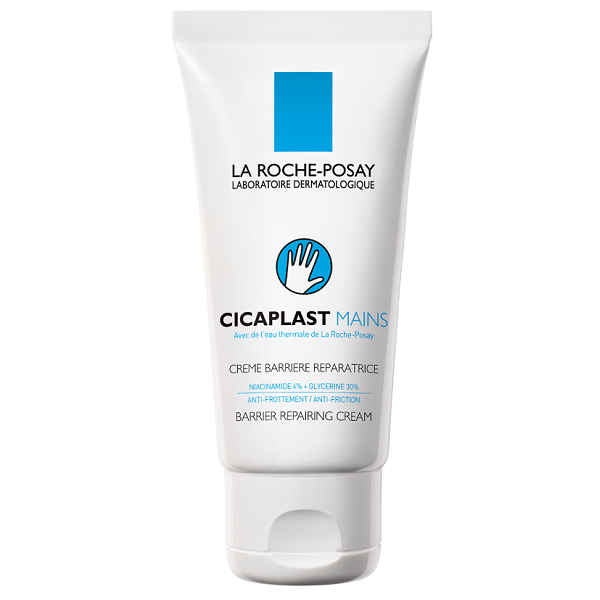 LA ROCHE-POSAY
LABORATOIRE DERMATOLOGIQUE
CICAPLAST MAINS
Avec de l'eau thermale de La Roche-Posay
CREME BARRIERE REPARATRICE
NIACINAMIDE 4% + GLYCERINE 30%
ANTI-FROTTEMENT / ANTI-FRICTION
BARRIER REPAIRING CREAM